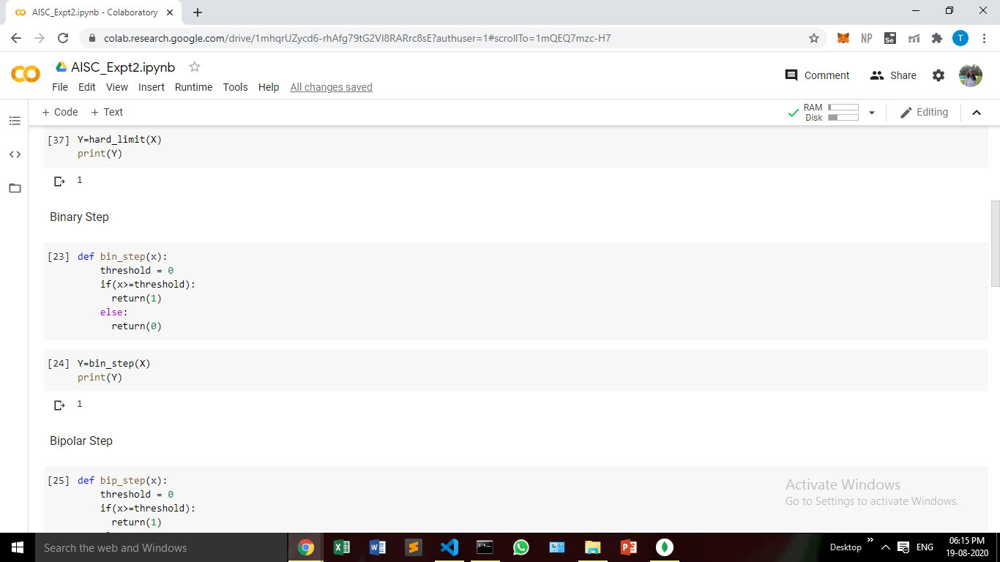 AISC_Expt2.ipynb - Colaboratory
colab.research.google.com/drive/1mhqrUZycd6-rhAfg79tG2VI8RARrc8sE?authuser=1#scrollTo=1mQEQ7mzc-H7
NP
Se
T
AISC_Expt2.ipynb
File Edit View Insert Runtime Tools Help All changes saved
Comment Share
+ Code + Text
RAM
Disk
Editing
[37] Y=hard_limit(X)
print(Y)
1
Binary Step
[23] def bin_step(x):
threshold = 0
if(x>=threshold):
return(1)
else:
return(0)
[24] Y=bin_step(X)
print(Y)
1
Bipolar Step
[25] def bip_step(x):
threshold = 0
if(x>=threshold):
return(1)
Activate Windows
Go to Settings to activate Windows.
Search the web and Windows
Desktop
ENG
06:15 PM
19-08-2020